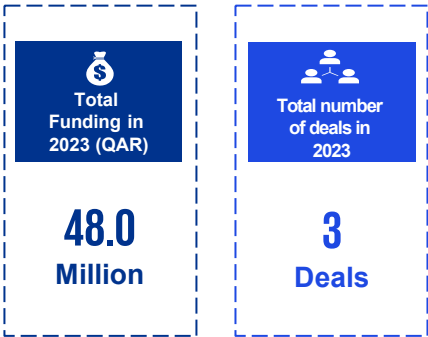 $
Total
Funding in
2023 (QAR)
48.0
Million
Total number
of deals in
2023
3
Deals